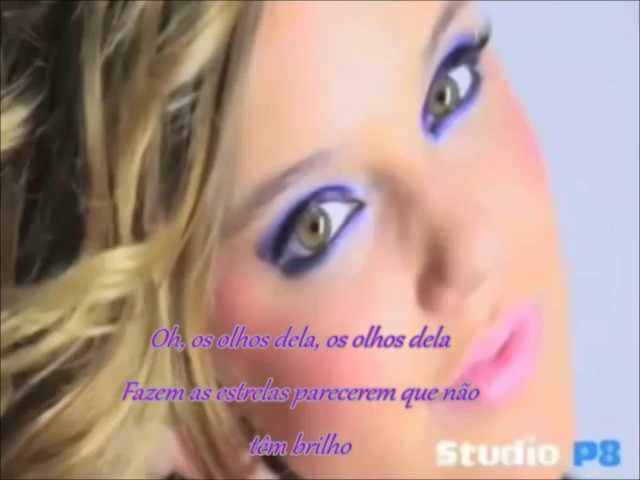 Oh, os olhos dela, os olhos dela
Fazem as estrelas parecerem que não
têm brilho
Studio P8